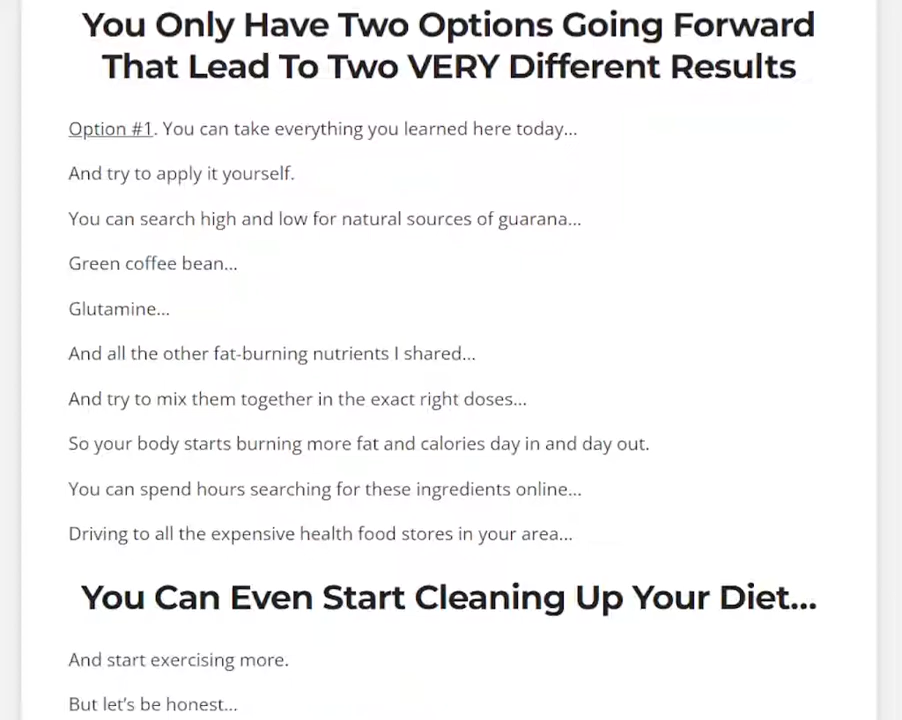 You Only Have Two Options Going Forward
That Lead To Two VERY Different Results
Option #1. You can take everything you learned here today...
And try to apply it yourself.
You can search high and low for natural sources of guarana...
Green coffee bean...
Glutamine...
And all the other fat-burning nutrients I shared...
And try to mix them together in the exact right doses...
So your body starts burning more fat and calories day in and day out.
You can spend hours searching for these ingredients online...
Driving to all the expensive health food stores in your area...
You Can Even Start Cleaning Up Your Diet...
And start exercising more.
But let's be honest...